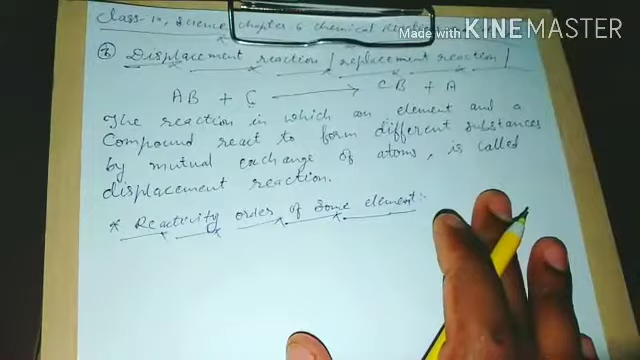 Made with KINEMASTER
Class-10, Science chapter-6 chemical
Displacement reaction / replacement reaction /
AB + C → CB + A
The reaction in which an element and a
Compound react to form different substances
by mutual exchange of atoms, is called
displacement reaction.
* Reactivity order of Some element:-